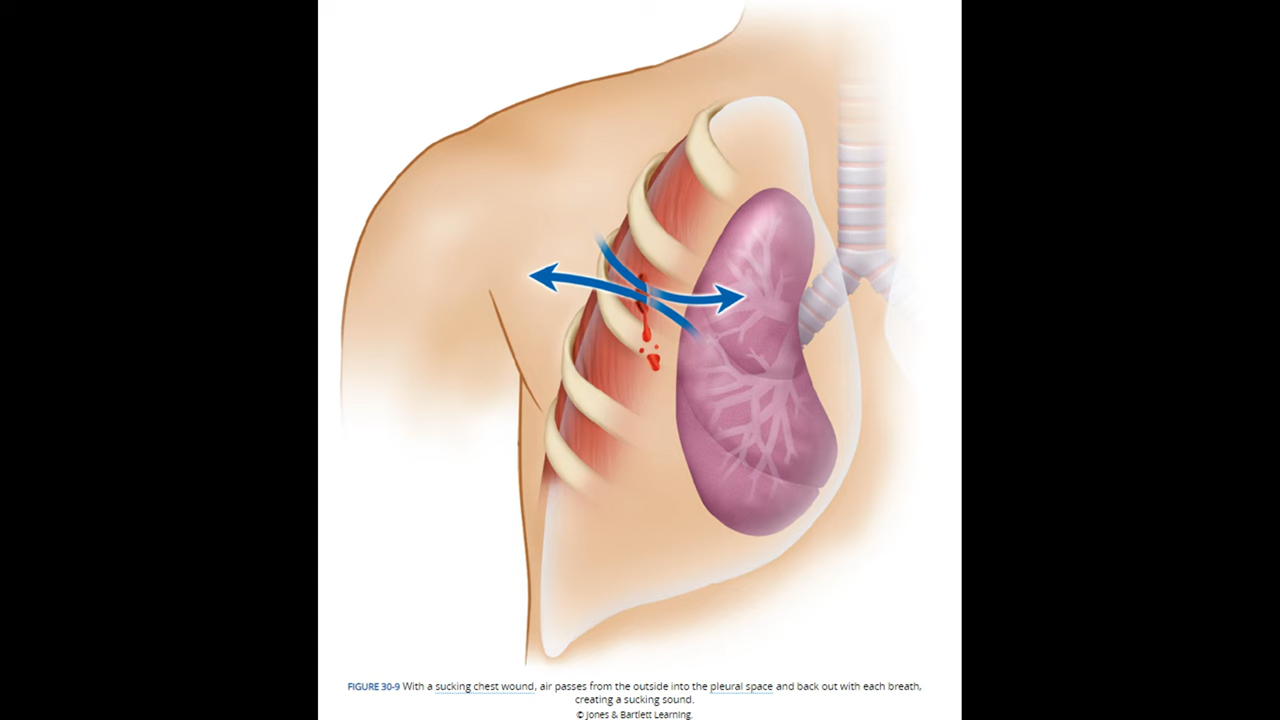 FIGURE 30-9 With a sucking chest wound, air passes from the outside into the pleural space and back out with each breath,
creating a sucking sound.
© Jones & Bartlett Learning.